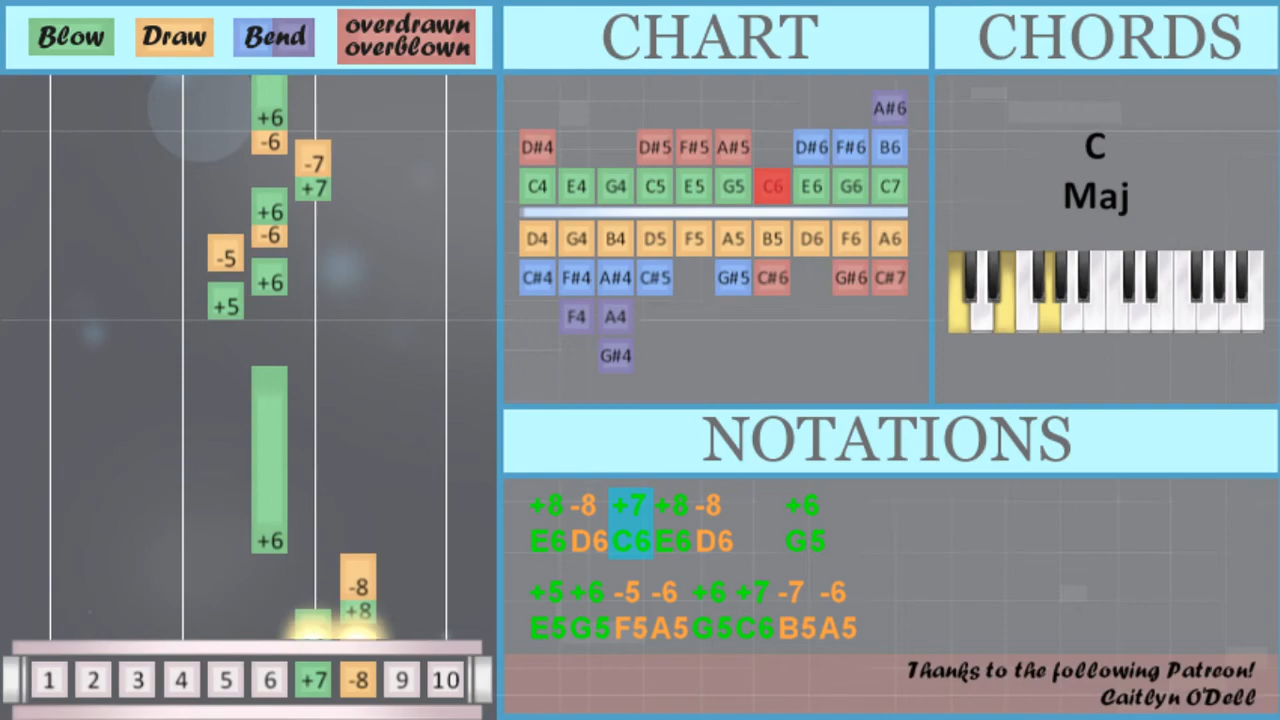 Blow Draw Bend overdrawn
overblown
CHART
CHORDS
+6
-6
-7
+7
+6
-6
-5
+6
+5
+6
-8
+8
1 2 3 4 5 6 +7 -8 9 10
A#6
D#4 D#5 F#5 A#5 D#6 F#6 B6
C4 E4 G4 C5 E5 G5 C6 E6 G6 C7
D4 G4 B4 D5 F5 A5 B5 D6 F6 A6
C#4 F#4 A#4 C#5 G#5 C#6 G#6 C#7
F4 A4
G#4
C
Maj
NOTATIONS
+8 -8 +7 +8 -8 +6
E6 D6 C6 E6 D6 G5
+5 +6 -5 -6 +6 +7 -7 -6
E5 G5 F5 A5 G5 C6 B5 A5
Thanks to the following Patreon!
Caitlyn O'Dell